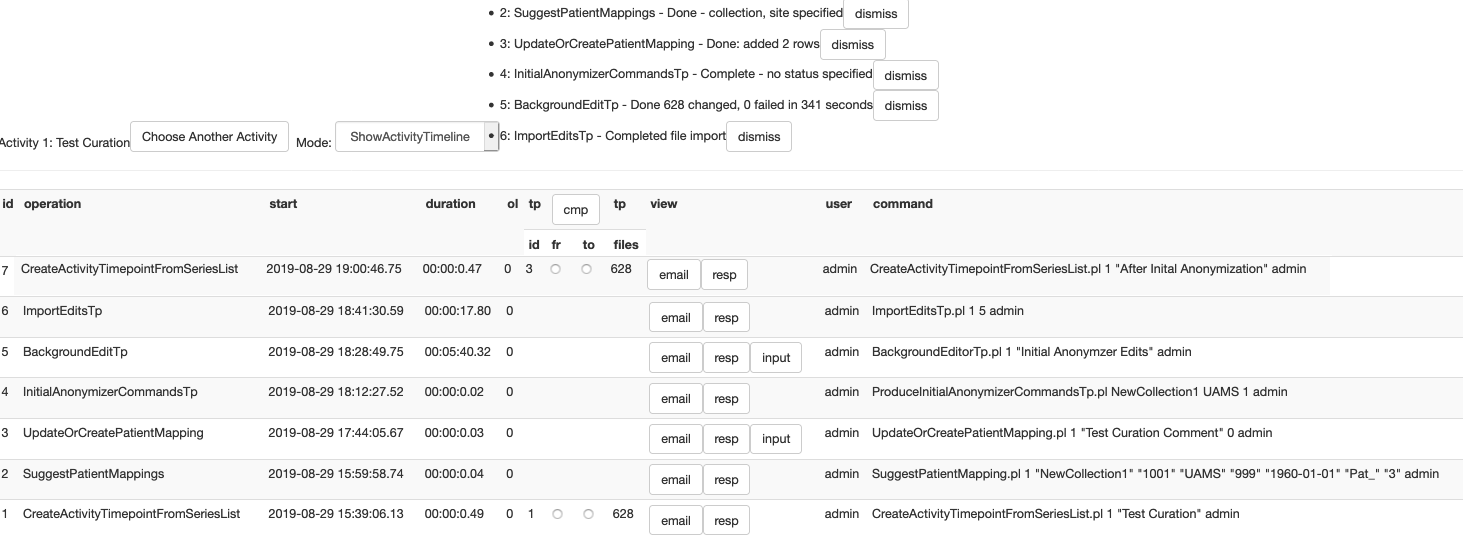 • 2: SuggestPatientMappings - Done - collection, site specified dismiss
• 3: UpdateOrCreatePatientMapping - Done: added 2 rows dismiss
• 4: InitialAnonymizerCommandsTp - Complete - no status specified dismiss
• 5: BackgroundEditTp - Done 628 changed, 0 failed in 341 seconds dismiss
Activity 1: Test Curation Choose Another Activity Mode: ShowActivityTimeline • 6: ImportEditsTp - Completed file import dismiss
id operation start duration ol tp cmp tp view user command
id fr to files
7 CreateActivityTimepointFromSeriesList 2019-08-29 19:00:46.75 00:00:0.47 0 3 628 email resp admin CreateActivityTimepointFromSeriesList.pl 1 "After Inital Anonymization" admin
6 ImportEditsTp 2019-08-29 18:41:30.59 00:00:17.80 0 email resp admin ImportEditsTp.pl 1 5 admin
5 BackgroundEditTp 2019-08-29 18:28:49.75 00:05:40.32 0 email resp input admin BackgroundEditorTp.pl 1 "Initial Anonymzer Edits" admin
4 InitialAnonymizerCommandsTp 2019-08-29 18:12:27.52 00:00:0.02 0 email resp admin ProduceInitialAnonymizerCommandsTp.pl NewCollection1 UAMS 1 admin
3 UpdateOrCreatePatientMapping 2019-08-29 17:44:05.67 00:00:0.03 0 email resp input admin UpdateOrCreatePatientMapping.pl 1 "Test Curation Comment" 0 admin
2 SuggestPatientMappings 2019-08-29 15:59:58.74 00:00:0.04 0 email resp admin SuggestPatientMapping.pl 1 "NewCollection1" "1001" "UAMS" "999" "1960-01-01" "Pat_" "3" admin
1 CreateActivityTimepointFromSeriesList 2019-08-29 15:39:06.13 00:00:0.49 0 1 628 email resp admin CreateActivityTimepointFromSeriesList.pl 1 "Test Curation" admin